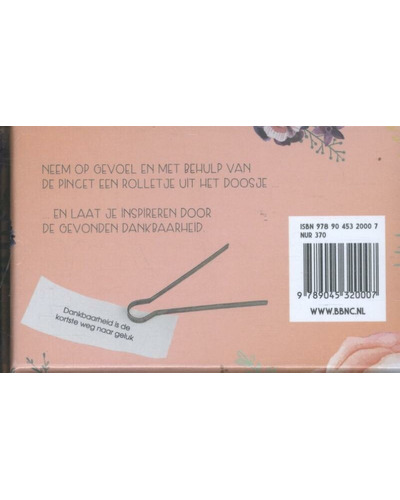 NEEM OP GEVOEL EN MET BEHULP VAN
DE PINCET EEN ROLLETJE UIT HET DOOSJE ...
... EN LAAT JE INSPIREREN DOOR
DE GEVONDEN DANKBAARHEID.
Dankbaarheid is de
kortste weg naar geluk
ISBN 978 90 453 2000 7
NUR 370
9 789045 320007
WWW.BBNC.NL